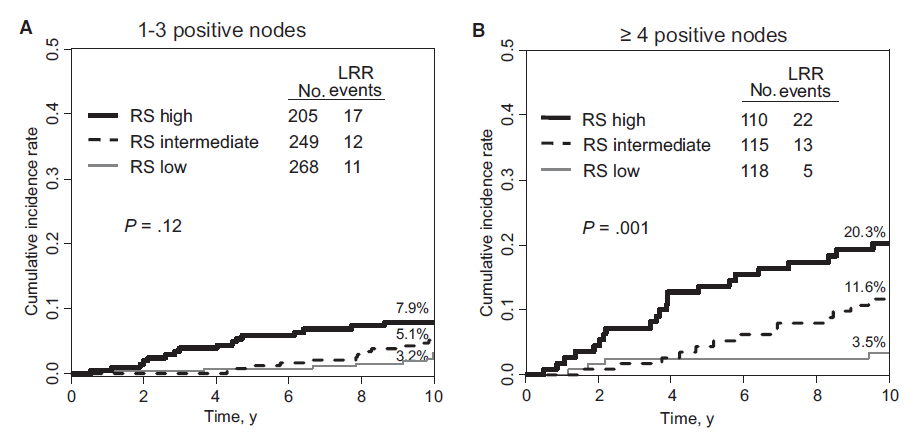 A
1-3 positive nodes
LRR
No. events
RS high 205 17
RS intermediate 249 12
RS low 268 11
P = .12
7.9%
5.1%
3.2%
Cumulative incidence rate
0.5
0.4
0.3
0.2
0.1
0.0
0 2 4 6 8 10
Time, y
B
≥ 4 positive nodes
LRR
No. events
RS high 110 22
RS intermediate 115 13
RS low 118 5
P = .001
20.3%
11.6%
3.5%
Cumulative incidence rate
0.5
0.4
0.3
0.2
0.1
0.0
0 2 4 6 8 10
Time, y